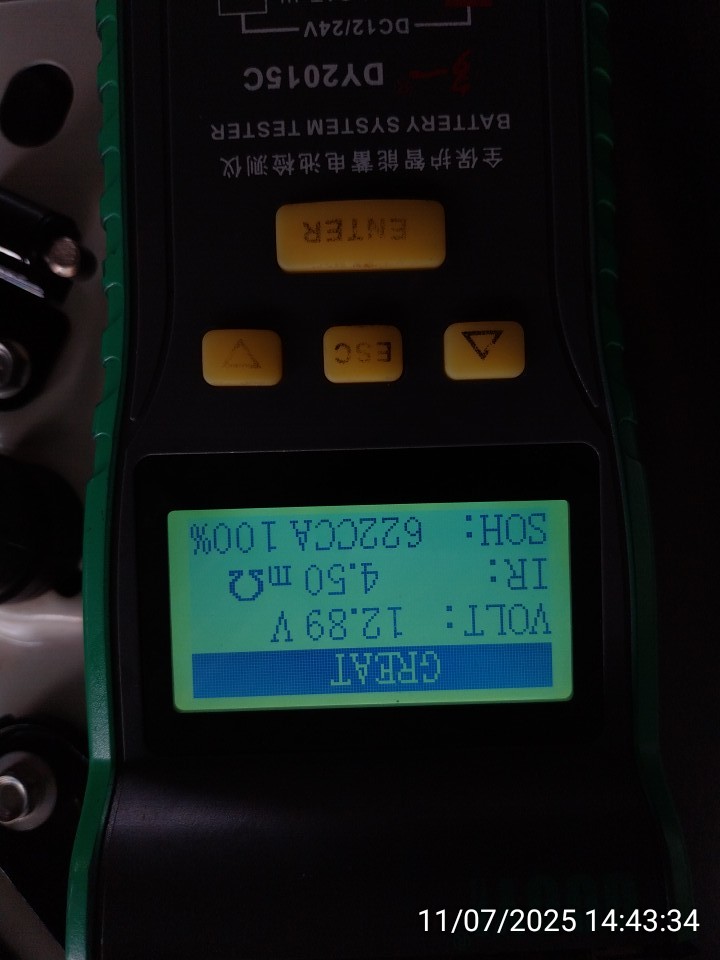 GREAT
VOLT: 12.89 V
IR: 4.50 mΩ
SOH: 622CCA 100%
ESC
ENTER
全保护智能蓄电池检测仪
BATTERY SYSTEM TESTER
DY2015C
DC12/24V
11/07/2025 14:43:34